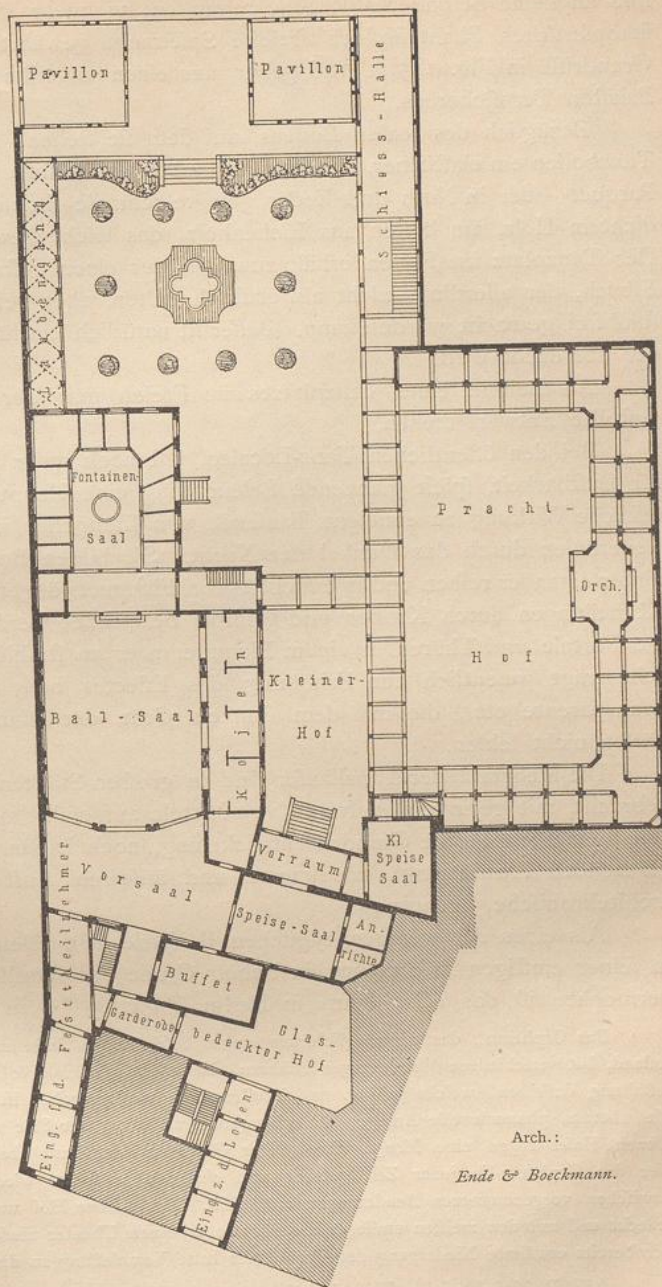 Pavillon
Pavillon
Schiess-Halle
Laubengang
Fontainen-
Saal
Pracht-
Orch.
Hof
Ball-Saal
Kojen
Kleiner-
Hof
Vorsaal
Vorraum
Kl.
Speise
Saal
Speise-Saal
An-
richte
Buffet
Garderobe
Glas-
bedeckter Hof
Eing. f. d. Festtheilnehmer
Eing. z. d. Logen
Arch.:
Ende & Boeckmann.